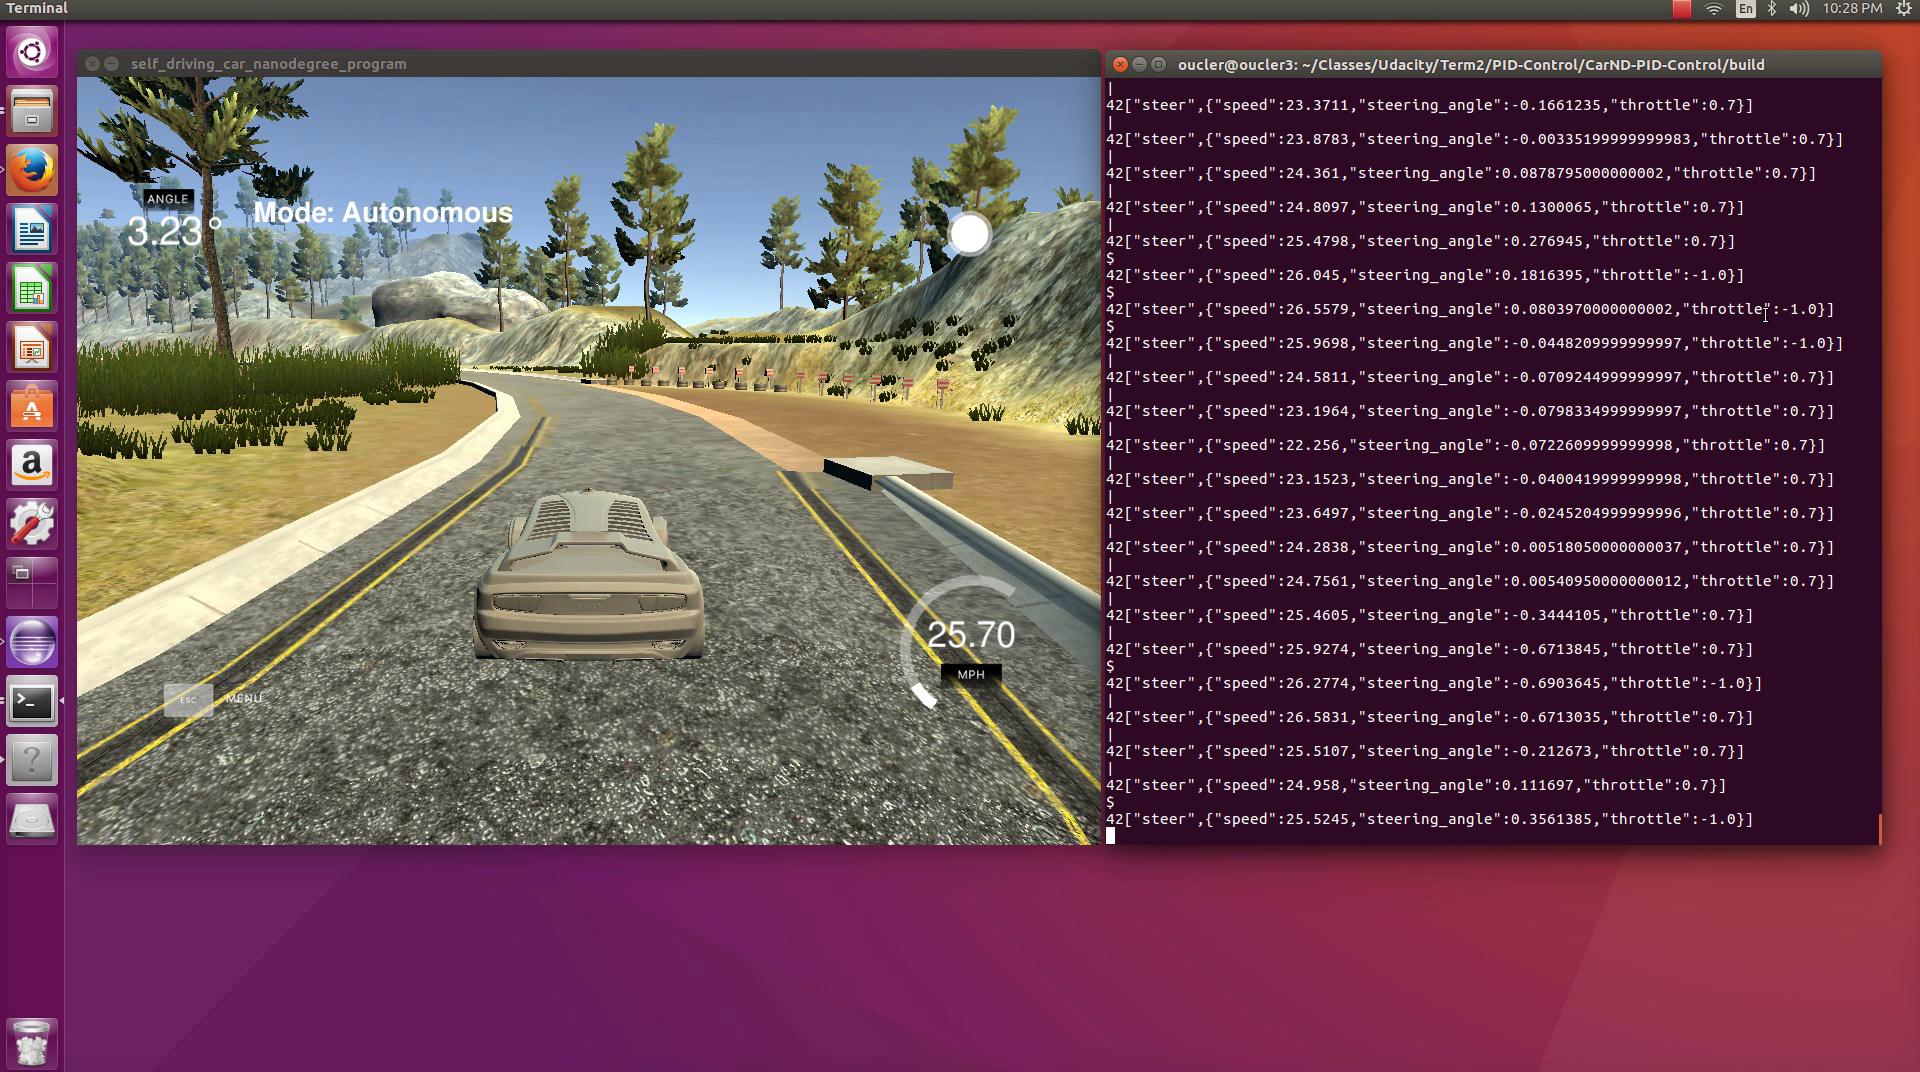 Terminal
En
10:28 PM
self_driving_car_nanodegree_program
ANGLE
3.23°
Mode: Autonomous
25.70
MPH
ESC
MENU
oucler@oucler3: ~/Classes/Udacity/Term2/PID-Control/CarND-PID-Control/build
|
42["steer",{"speed":23.3711,"steering_angle":-0.1661235,"throttle":0.7}]
|
42["steer",{"speed":23.8783,"steering_angle":-0.00335199999999983,"throttle":0.7}]
|
42["steer",{"speed":24.361,"steering_angle":0.0878795000000002,"throttle":0.7}]
|
42["steer",{"speed":24.8097,"steering_angle":0.1300065,"throttle":0.7}]
|
42["steer",{"speed":25.4798,"steering_angle":0.276945,"throttle":0.7}]
$
42["steer",{"speed":26.045,"steering_angle":0.1816395,"throttle":-1.0}]
$
42["steer",{"speed":26.5579,"steering_angle":0.0803970000000002,"throttle":-1.0}]
$
42["steer",{"speed":25.9698,"steering_angle":-0.0448209999999997,"throttle":-1.0}]
|
42["steer",{"speed":24.5811,"steering_angle":-0.0709244999999997,"throttle":0.7}]
|
42["steer",{"speed":23.1964,"steering_angle":-0.0798334999999997,"throttle":0.7}]
|
42["steer",{"speed":22.256,"steering_angle":-0.0722609999999998,"throttle":0.7}]
|
42["steer",{"speed":23.1523,"steering_angle":-0.0400419999999998,"throttle":0.7}]
|
42["steer",{"speed":23.6497,"steering_angle":-0.0245204999999996,"throttle":0.7}]
|
42["steer",{"speed":24.2838,"steering_angle":0.00518050000000037,"throttle":0.7}]
|
42["steer",{"speed":24.7561,"steering_angle":0.00540950000000012,"throttle":0.7}]
|
42["steer",{"speed":25.4605,"steering_angle":-0.3444105,"throttle":0.7}]
|
42["steer",{"speed":25.9274,"steering_angle":-0.6713845,"throttle":0.7}]
$
42["steer",{"speed":26.2774,"steering_angle":-0.6903645,"throttle":-1.0}]
|
42["steer",{"speed":26.5831,"steering_angle":-0.6713035,"throttle":0.7}]
|
42["steer",{"speed":25.5107,"steering_angle":-0.212673,"throttle":0.7}]
|
42["steer",{"speed":24.958,"steering_angle":0.111697,"throttle":0.7}]
$
42["steer",{"speed":25.5245,"steering_angle":0.3561385,"throttle":-1.0}]